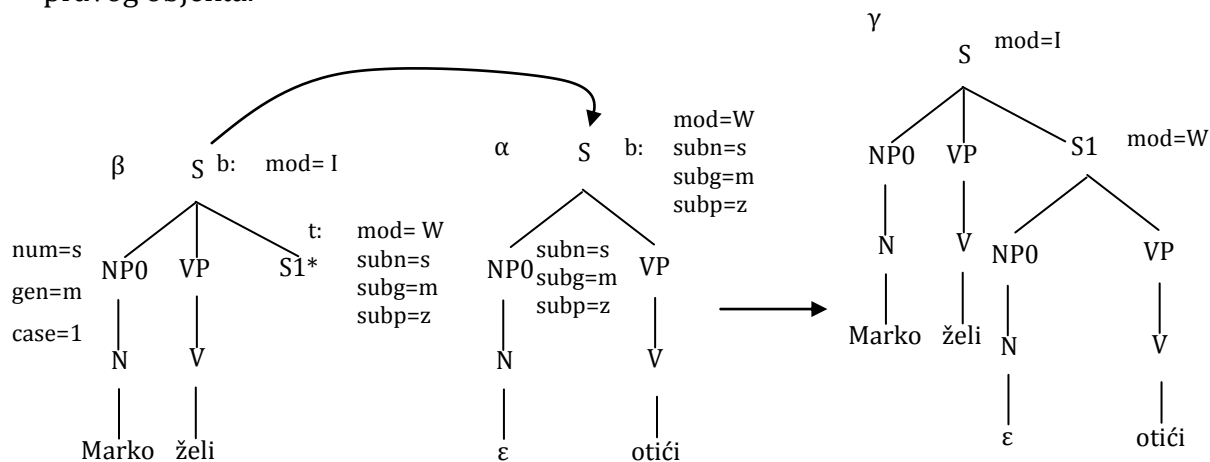 pravog objekta.
γ
S mod=I
mod=W
β S b: mod= I α S b: subn=s
subg=m
subp=z
NP0 VP S1 mod=W
t: mod= W
num=s NP0 VP S1* subn=s NP0 subn=s VP
gen=m subg=m subg=m
case=1 subp=z subp=z
N V NP0 VP
Marko želi
N V N V N V
Marko želi ε otići ε otići